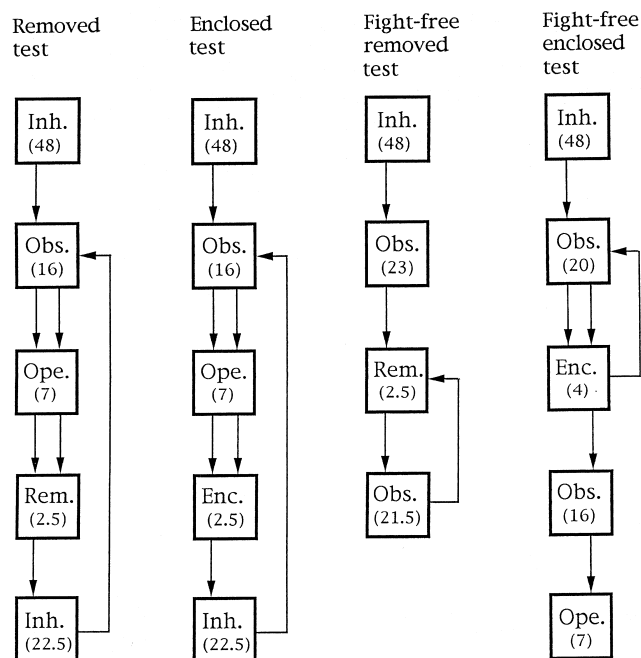 Removed
test
Inh.
(48)
Obs.
(16)
Ope.
(7)
Rem.
(2.5)
Inh.
(22.5)
Enclosed
test
Inh.
(48)
Obs.
(16)
Ope.
(7)
Enc.
(2.5)
Inh.
(22.5)
Fight-free
removed
test
Inh.
(48)
Obs.
(23)
Rem.
(2.5)
Obs.
(21.5)
Fight-free
enclosed
test
Inh.
(48)
Obs.
(20)
Enc.
(4)
Obs.
(16)
Ope.
(7)